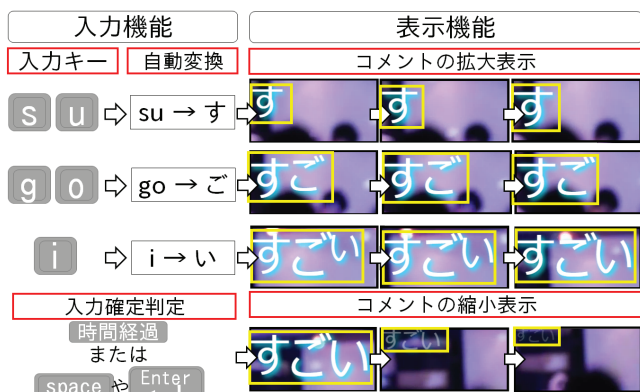 入力機能
表示機能
入力キー
自動変換
コメントの拡大表示
s u
su → す
す
す
す
g o
go → ご
すご
すご
すご
i
i → い
すごい
すごい
すごい
入力確定判定
コメントの縮小表示
時間経過
または
space や Enter
すごい
すごい
すごい